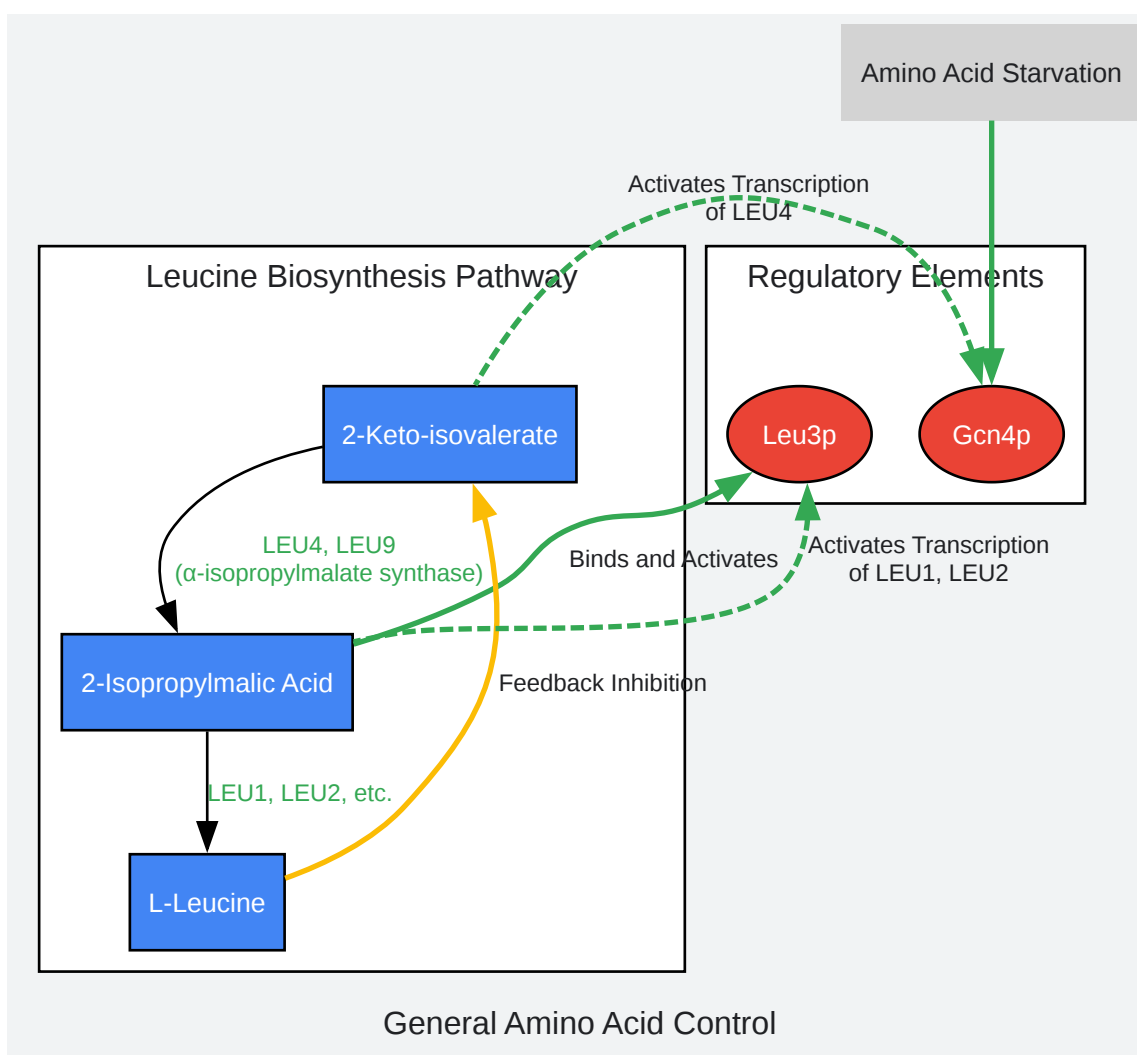 Amino Acid Starvation
Activates Transcription
of LEU4
Leucine Biosynthesis Pathway
Regulatory Elements
2-Keto-isovalerate
Leu3p
Gcn4p
LEU4, LEU9
(α-isopropylmalate synthase)
Binds and Activates
Activates Transcription
of LEU1, LEU2
2-Isopropylmalic Acid
Feedback Inhibition
LEU1, LEU2, etc.
L-Leucine
General Amino Acid Control